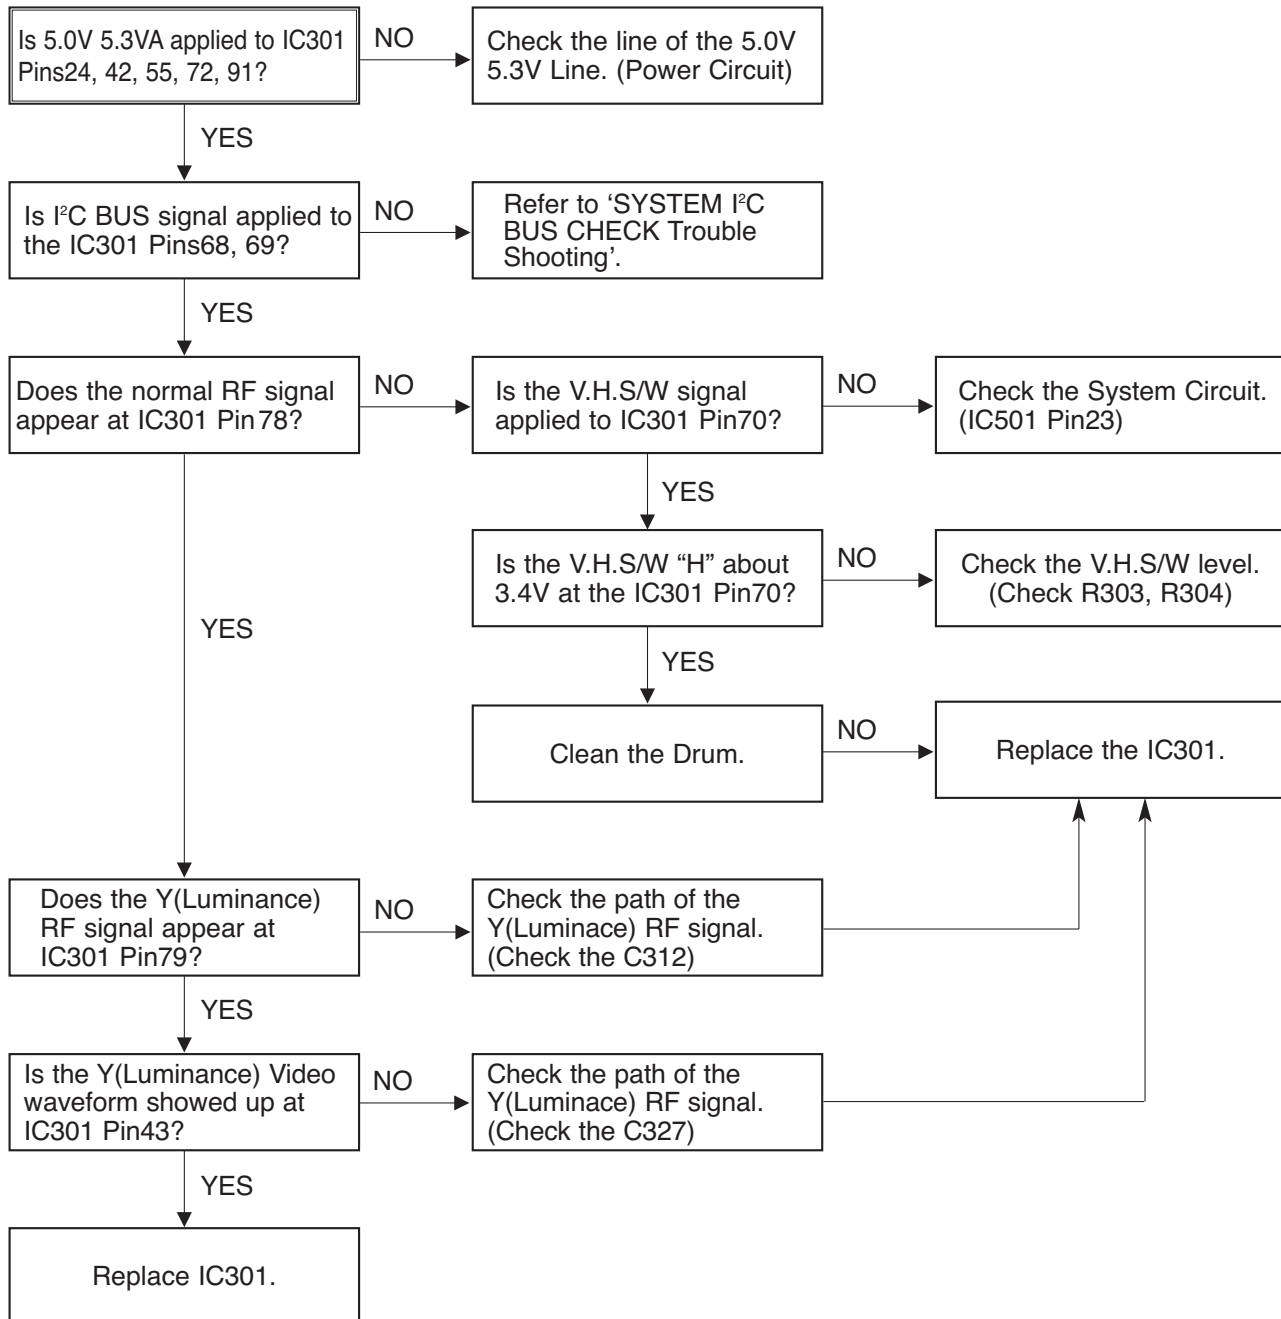 Is 5.0V 5.3VA applied to IC301
Pins24, 42, 55, 72, 91?
NO
Check the line of the 5.0V
5.3V Line. (Power Circuit)
YES
Is I²C BUS signal applied to
the IC301 Pins68, 69?
NO
Refer to ‘SYSTEM I²C
BUS CHECK Trouble
Shooting’.
YES
Does the normal RF signal
appear at IC301 Pin78?
NO
Is the V.H.S/W signal
applied to IC301 Pin70?
NO
Check the System Circuit.
(IC501 Pin23)
YES
Is the V.H.S/W “H” about
3.4V at the IC301 Pin70?
NO
Check the V.H.S/W level.
(Check R303, R304)
YES
YES
Clean the Drum.
NO
Replace the IC301.
Does the Y(Luminance)
RF signal appear at
IC301 Pin79?
NO
Check the path of the
Y(Luminace) RF signal.
(Check the C312)
YES
Is the Y(Luminance) Video
waveform showed up at
IC301 Pin43?
NO
Check the path of the
Y(Luminace) RF signal.
(Check the C327)
YES
Replace IC301.